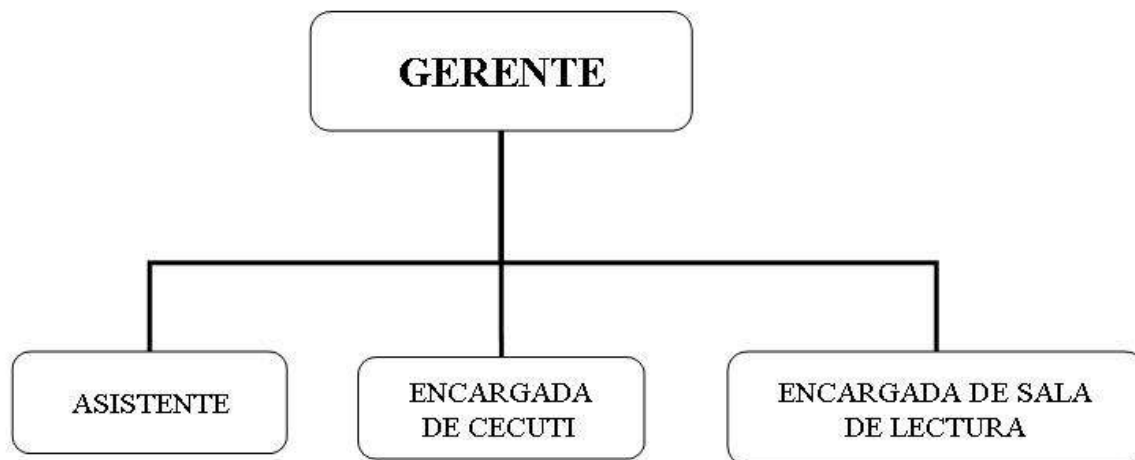 GERENTE
ASISTENTE
ENCARGADA
DE CECUTI
ENCARGADA DE SALA
DE LECTURA